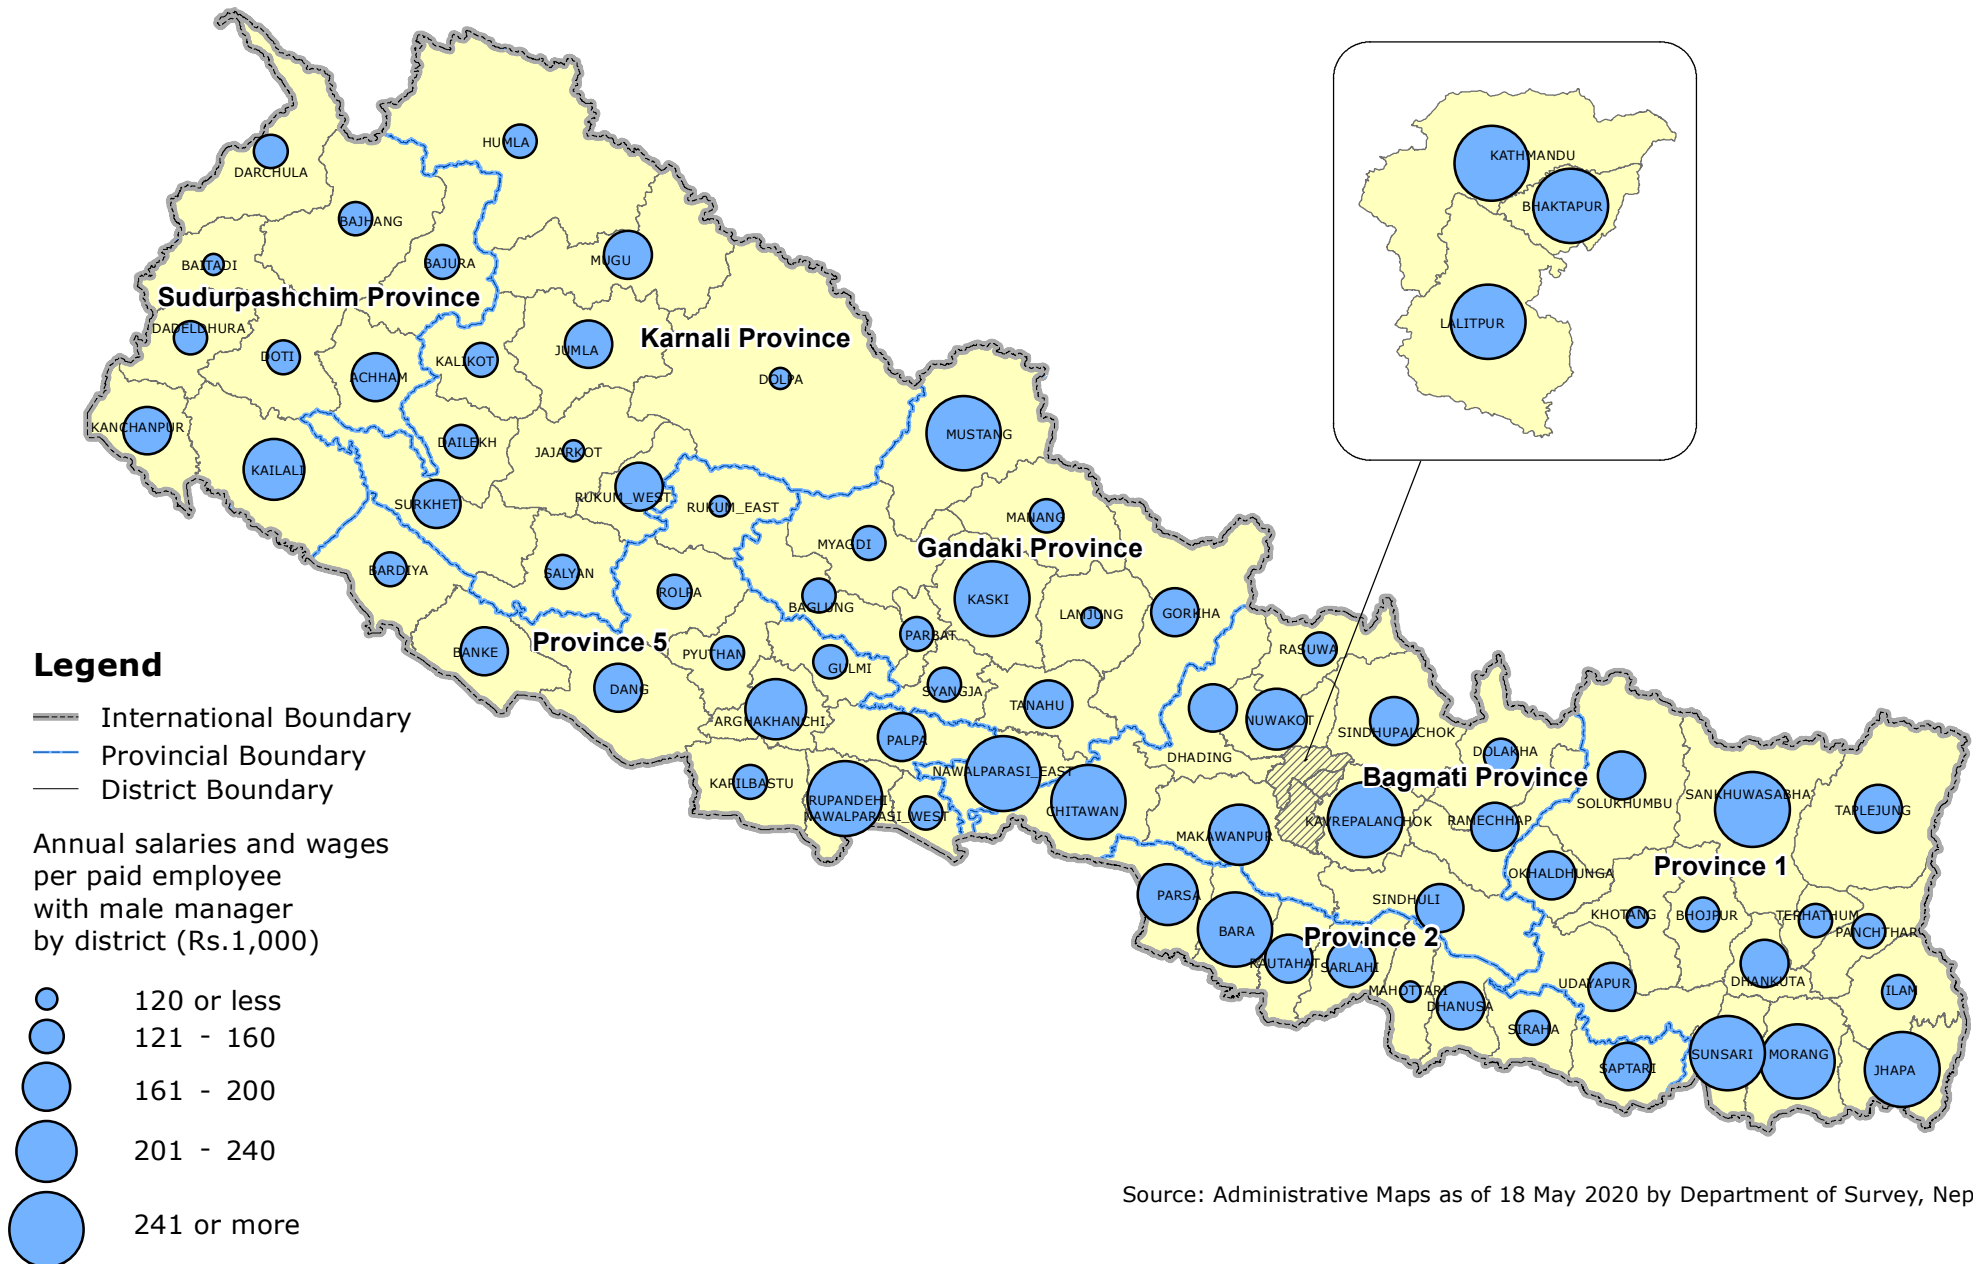 KATHMANDU
BHAKTAPUR
LALITPUR
HUMLA
DARCHULA
BAJHANG
BAITADI
BAJURA
MUGU
Sudurpashchim Province
DADELDHURA
DOTI
ACHHAM
KALIKOT
JUMLA
Karnali Province
DOLPA
KANCHANPUR
KAILALI
DAILEKH
JAJARKOT
MUSTANG
SURKHET
RUKUM_WEST
RUKUM_EAST
MANANG
MYAGDI
Gandaki Province
BARDIYA
SALYAN
ROLPA
BAGLUNG
KASKI
LAMJUNG
GORKHA
PARBAT
BANKE
Province 5
PYUTHAN
GULMI
RASUWA
DANG
SYANGJA
TANAHU
ARGHAKHANCHI
NUWAKOT
SINDHUPALCHOK
PALPA
DHADING
DOLAKHA
NAWALPARASI_EAST
Bagmati Province
KAPILBASTU
RUPANDEHI
NAWALPARASI_WEST
CHITAWAN
SOLUKHUMBU
SANKHUWASABHA
TAPLEJUNG
MAKAWANPUR
KAVREPALANCHOK
RAMECHHAP
Province 1
OKHALDHUNGA
PARSA
SINDHULI
KHOTANG
BHOJPUR
TERHATHUM
PANCHTHAR
BARA
Province 2
RAUTAHAT
SARLAHI
MAHOTTARI
DHANUSA
UDAYAPUR
DHANKUTA
ILAM
SIRAHA
SAPTARI
SUNSARI
MORANG
JHAPA
Legend
International Boundary
Provincial Boundary
District Boundary
Annual salaries and wages
per paid employee
with male manager
by district (Rs.1,000)
120 or less
121 - 160
161 - 200
201 - 240
241 or more
Source: Administrative Maps as of 18 May 2020 by Department of Survey, Nep